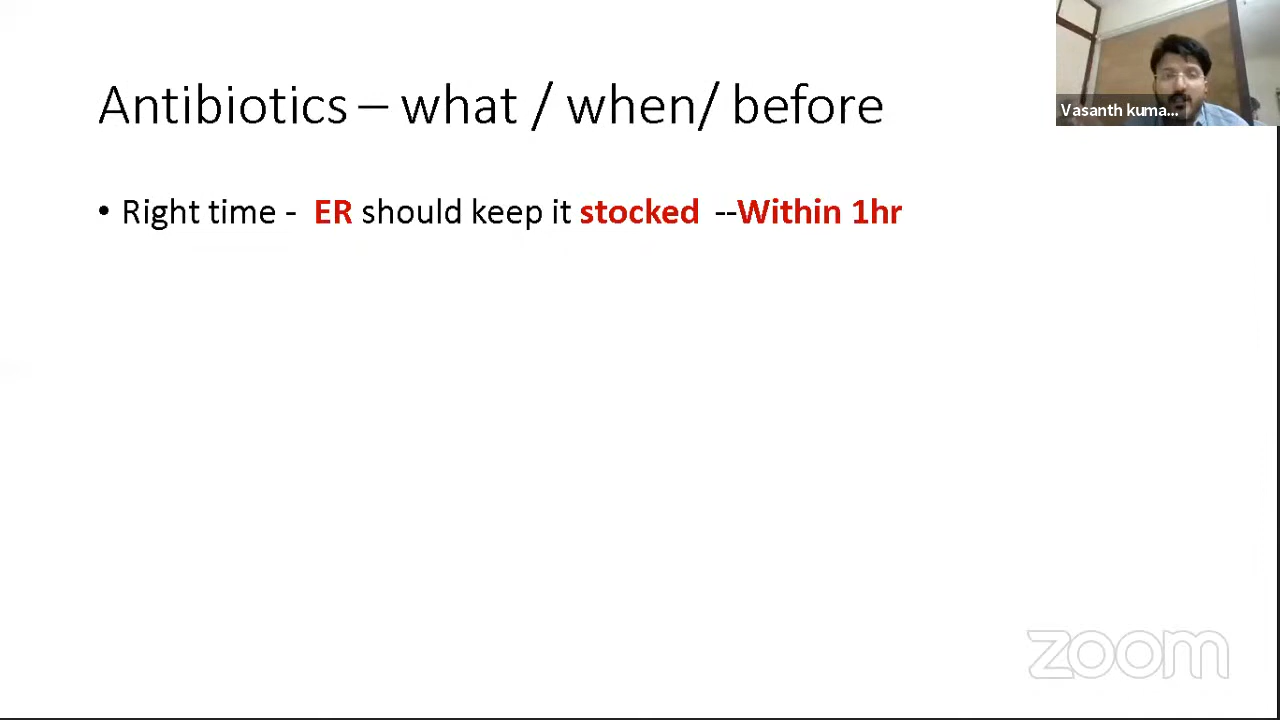 Antibiotics – what / when/ before
Vasanth kuma...
• Right time - ER should keep it stocked --Within 1hr
zoom